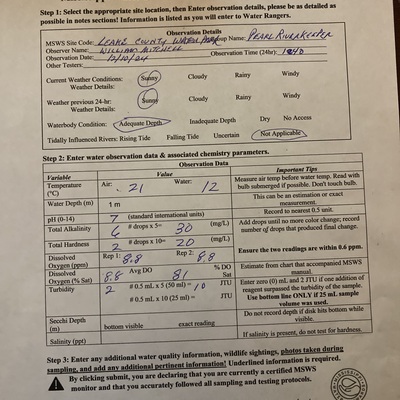 Step 1: Select the appropriate site location, then Enter observation details, please be as detailed as
possible in notes sections! Information is listed as you will enter to Water Rangers.
Observation Details
MSWS Site Code: LEAKE COUNTY WATER PARK Group Name: PEARL RIVERKEEPER
Observer Name: WILLIAM MITCHELL
Observation Date: 12/10/24 Observation Time (24hr): 1240
Other Testers:
Current Weather Conditions: Sunny Cloudy Rainy Windy
Weather Details:
Weather previous 24-hr: Sunny Cloudy Rainy Windy
Weather Details:
Waterbody Condition: Adequate Depth Inadequate Depth Dry No Access
Tidally Influenced Rivers: Rising Tide Falling Tide Uncertain Not Applicable
Step 2: Enter water observation data & associated chemistry parameters.
Observation Data
Variable Value Important Tips
Temperature (°C) Air: 21 Water: 12 Measure air temp before water temp. Read with bulb submerged if possible. Don't touch bulb.
Water Depth (m) 1 m This can be an estimation or exact measurement.
pH (0-14) 7 (standard international units) Record to nearest 0.5 unit.
Total Alkalinity 6 # drops x 5= 30 (mg/L) Add drops until no more color change; record number of drops that produced final change.
Total Hardness 2 # drops x 10= 20 (mg/L)
Dissolved Oxygen (ppm) Rep 1: 8.8 Rep 2: 8.8 Ensure the two readings are within 0.6 ppm.
Dissolved Oxygen (% Sat) 8.8 Avg DO 81 % DO Sat Estimate from chart that accompanied MSWS manual.
Turbidity 2 # 0.5 mL x 5 (50 ml) = 10 JTU Enter zero (0) mL and 2 JTU if one addition of reagent surpassed the turbidity of the sample.
# 0.5 mL x 10 (25 ml) = JTU Use bottom line ONLY if 25 mL sample volume was used.
Secchi Depth (m) bottom visible exact reading Do not record depth if disk hits bottom while visible.
Salinity (ppt) If salinity is present, do not test for hardness.
Step 3: Enter any additional water quality information, wildlife sightings, photos taken during
sampling, and add any additional pertinent information! Underlined information is required.
By clicking submit, you are declaring that you are currently a certified MSWS
monitor and that you accurately followed all sampling and testing protocols.